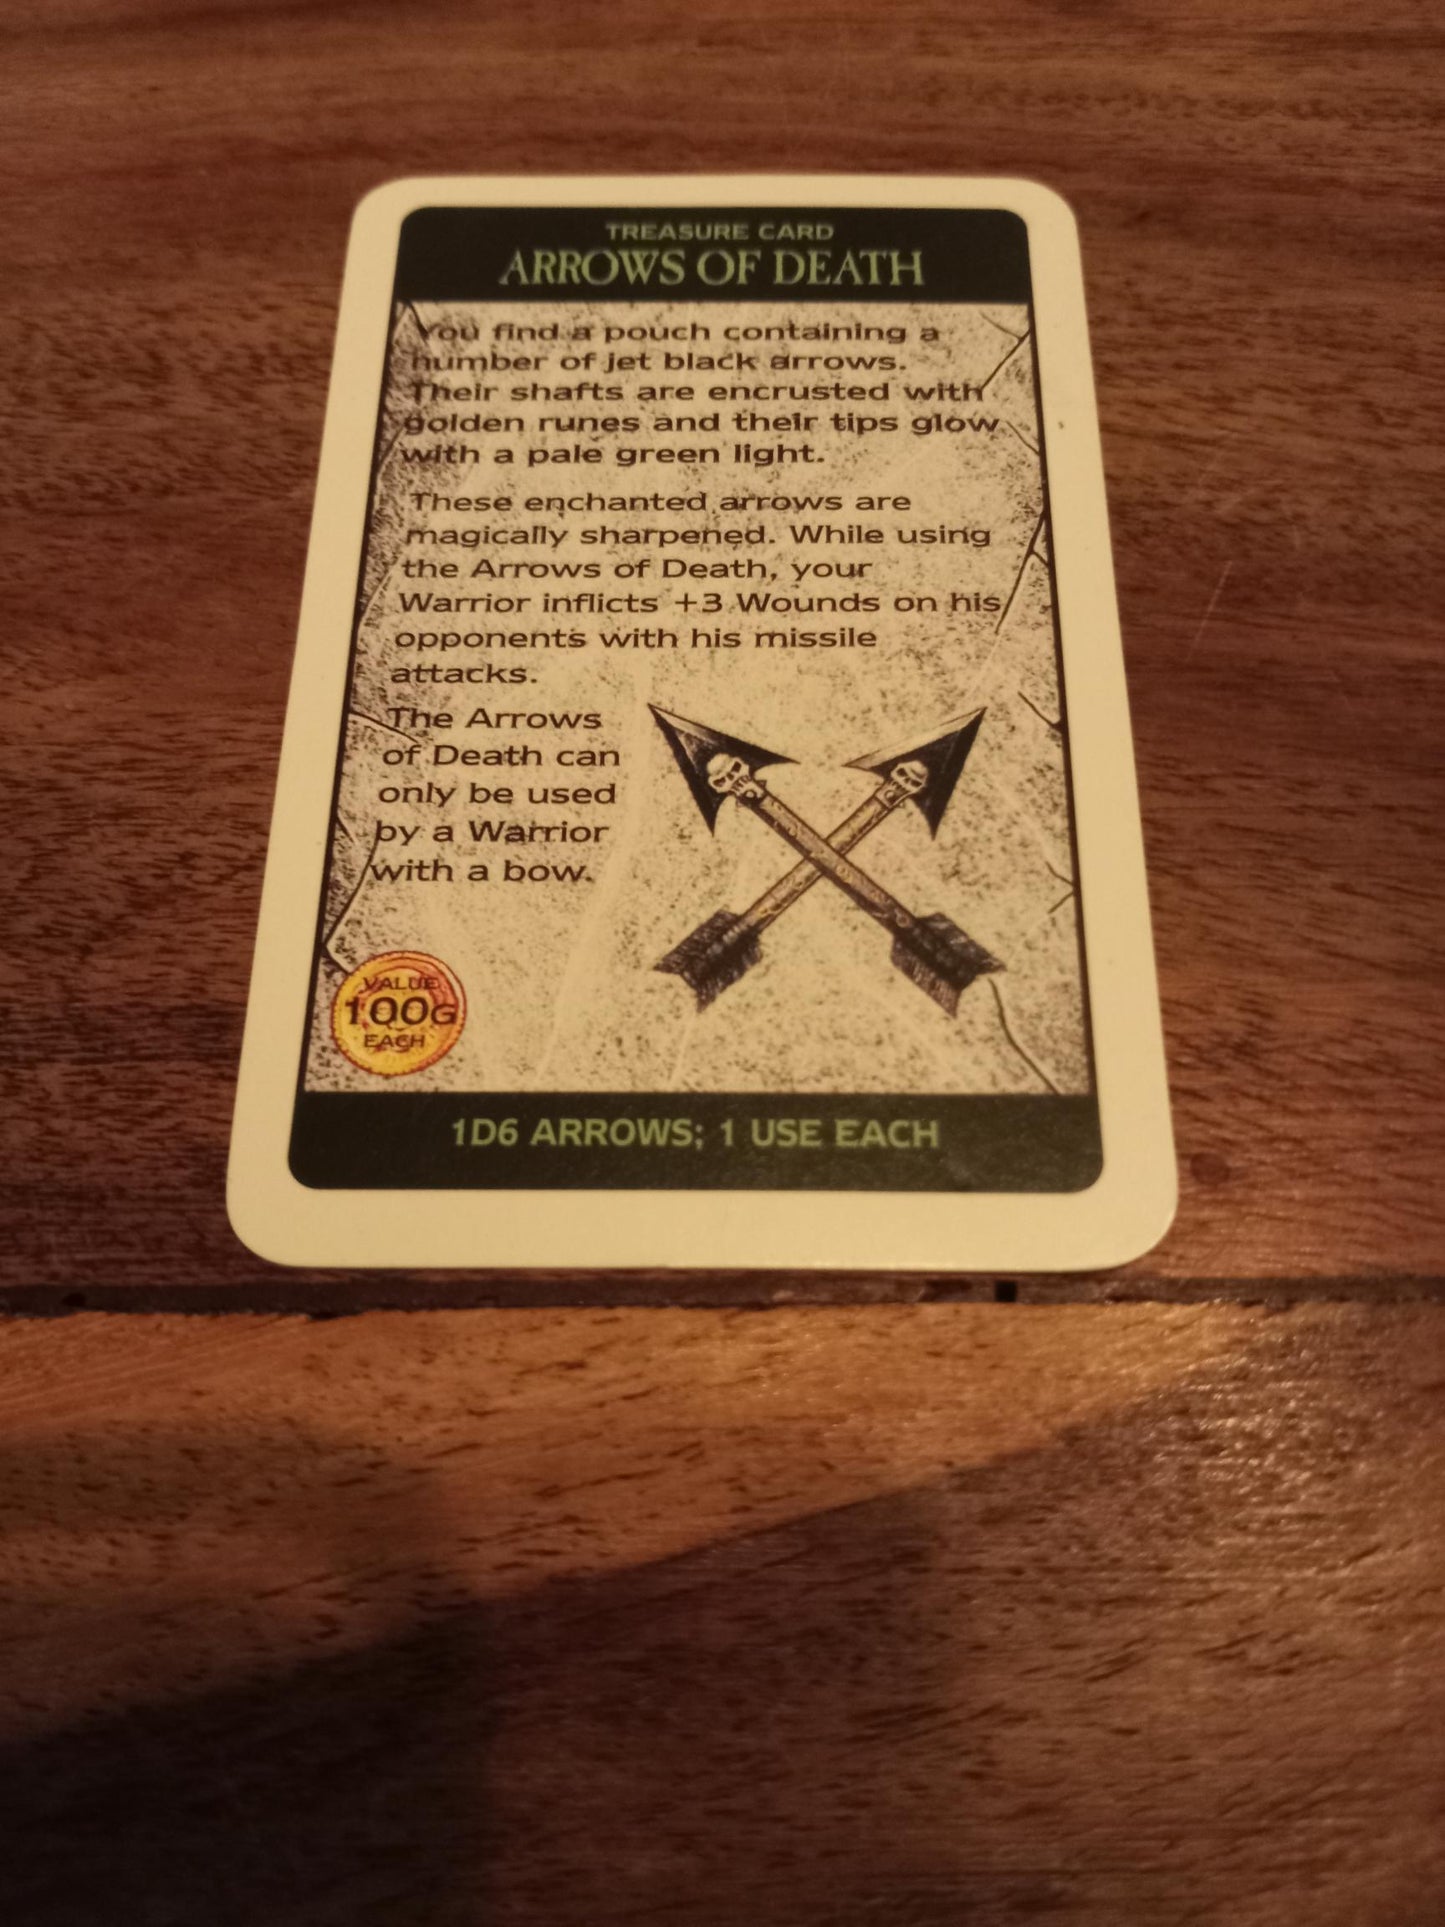 TREASURE CARD
ARROWS OF DEATH
You find a pouch containing a
number of jet black arrows.
Their shafts are encrusted with
golden runes and their tips glow
with a pale green light.
These enchanted arrows are
magically sharpened. While using
the Arrows of Death, your
Warrior inflicts +3 Wounds on his
opponents with his missile
attacks.
The Arrows
of Death can
only be used
by a Warrior
with a bow.
VALUE
100G
EACH
1D6 ARROWS; 1 USE EACH